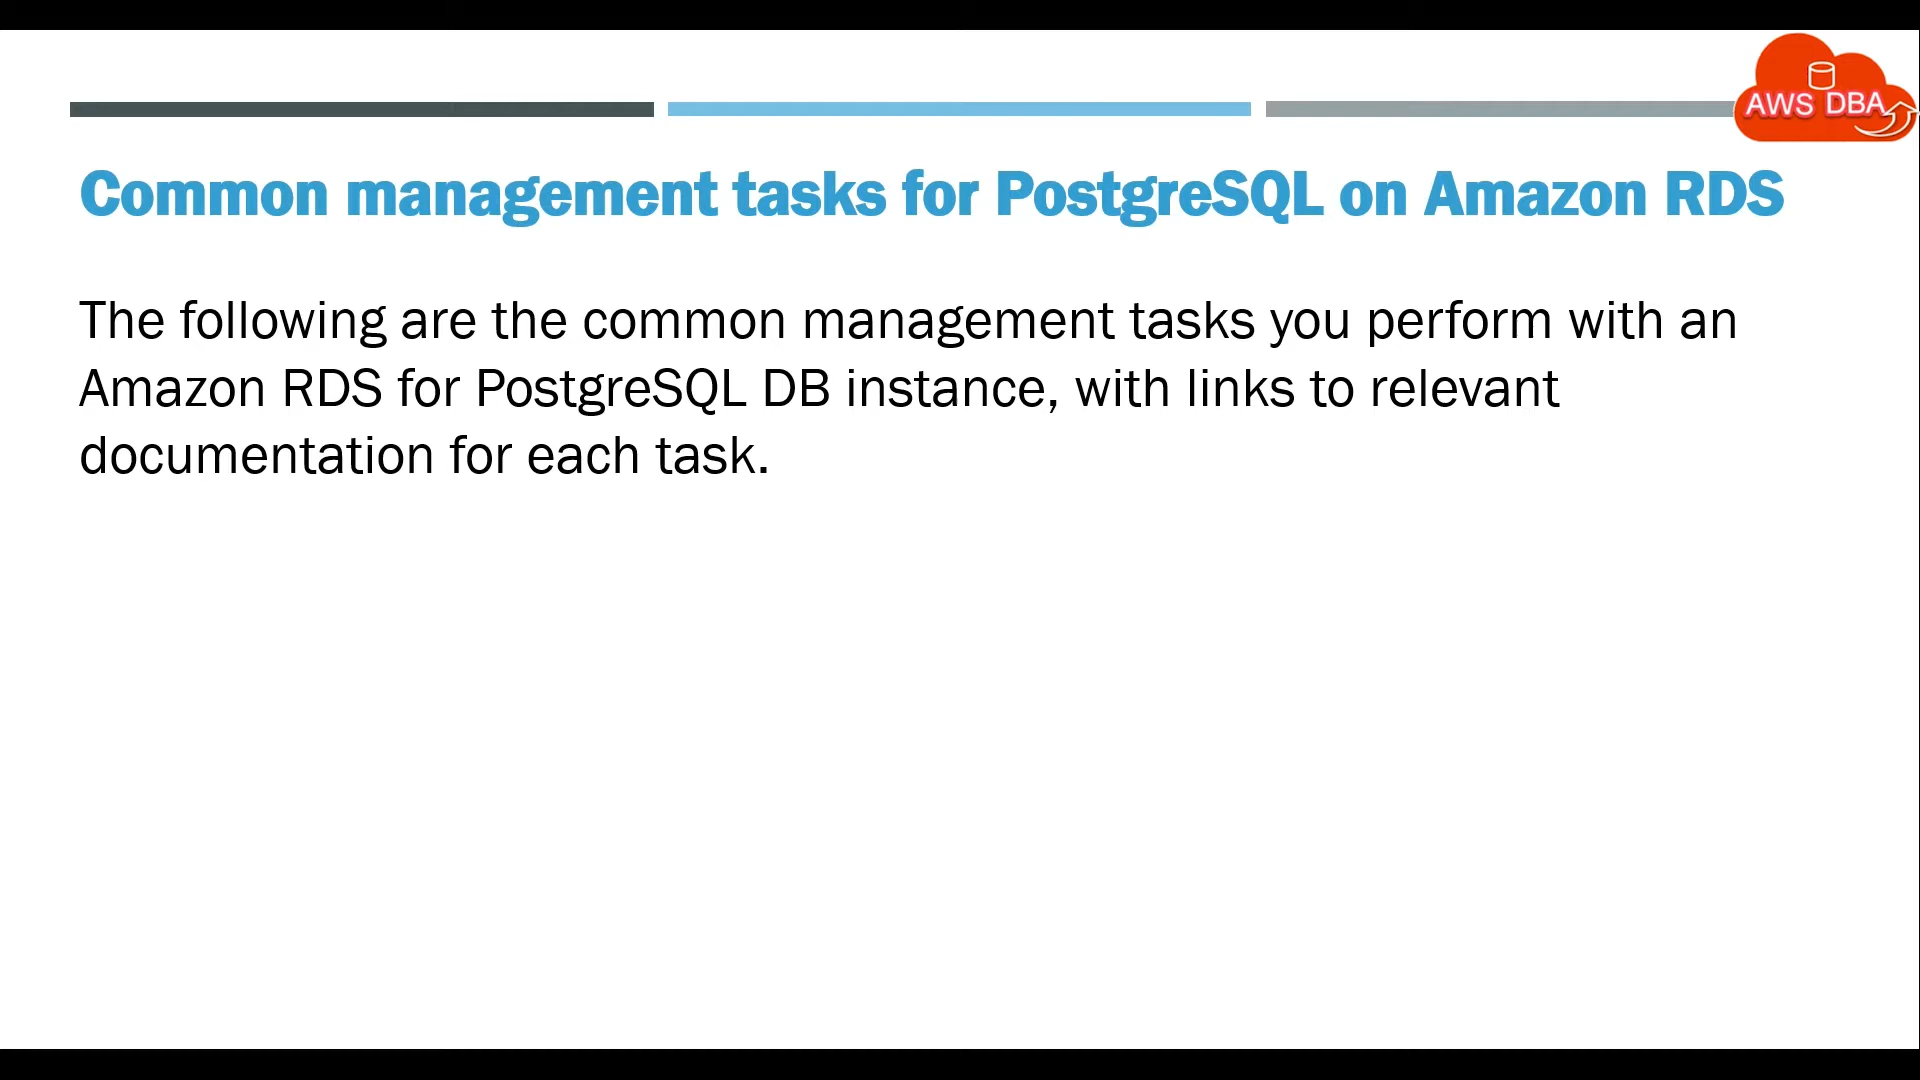 AWS DBA
Common management tasks for PostgreSQL on Amazon RDS
The following are the common management tasks you perform with an
Amazon RDS for PostgreSQL DB instance, with links to relevant
documentation for each task.